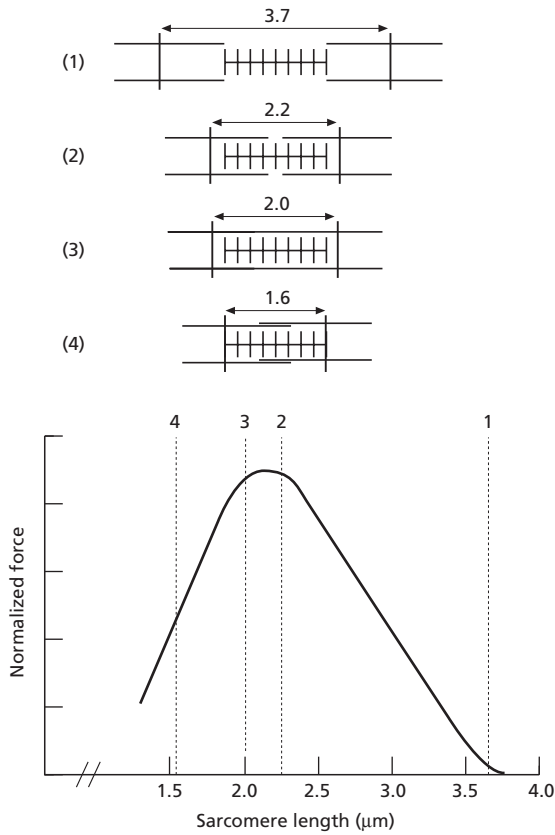 3.7
(1)
2.2
(2)
2.0
(3)
1.6
(4)
4 3 2 1
Normalized force
1.5 2.0 2.5 3.0 3.5 4.0
Sarcomere length (μm)